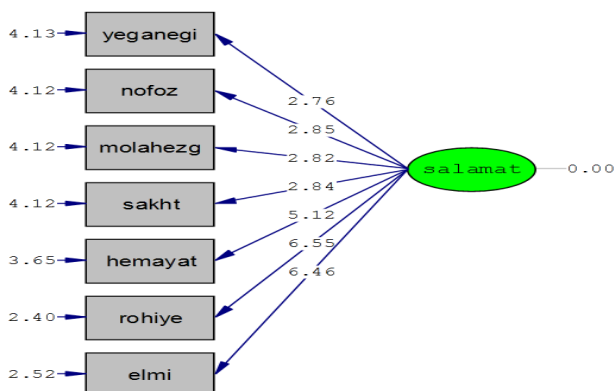 4.13 yeganegi
2.76
4.12 nofoz
2.85
4.12 molahezg
2.82
salamat 0.00
4.12 sakht
2.84
3.65 hemayat
5.12
2.40 rohiye
6.55
2.52 elmi
6.46